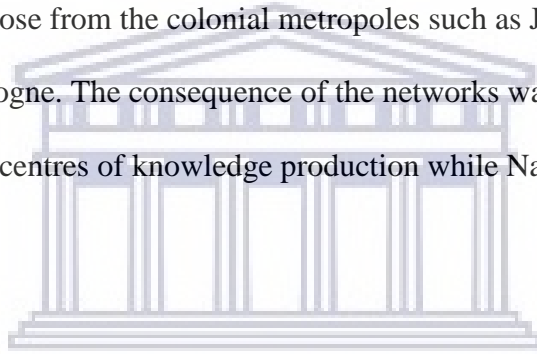 ose from the colonial metropoles such as J
ogne. The consequence of the networks wa
centres of knowledge production while Na